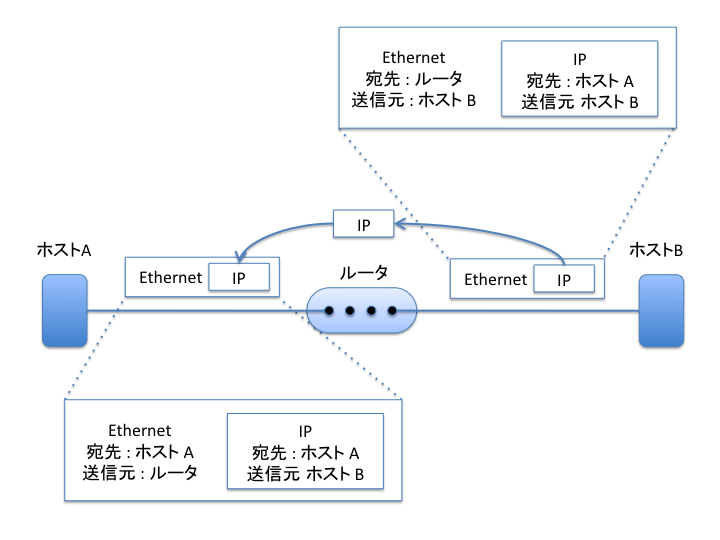 Ethernet
宛先 : ルータ
送信元 : ホスト B
IP
宛先 : ホスト A
送信元 ホスト B
IP
ホストA
ホストB
Ethernet
IP
ルータ
Ethernet
IP
Ethernet
宛先 : ホスト A
送信元 : ルータ
IP
宛先 : ホスト A
送信元 ホスト B